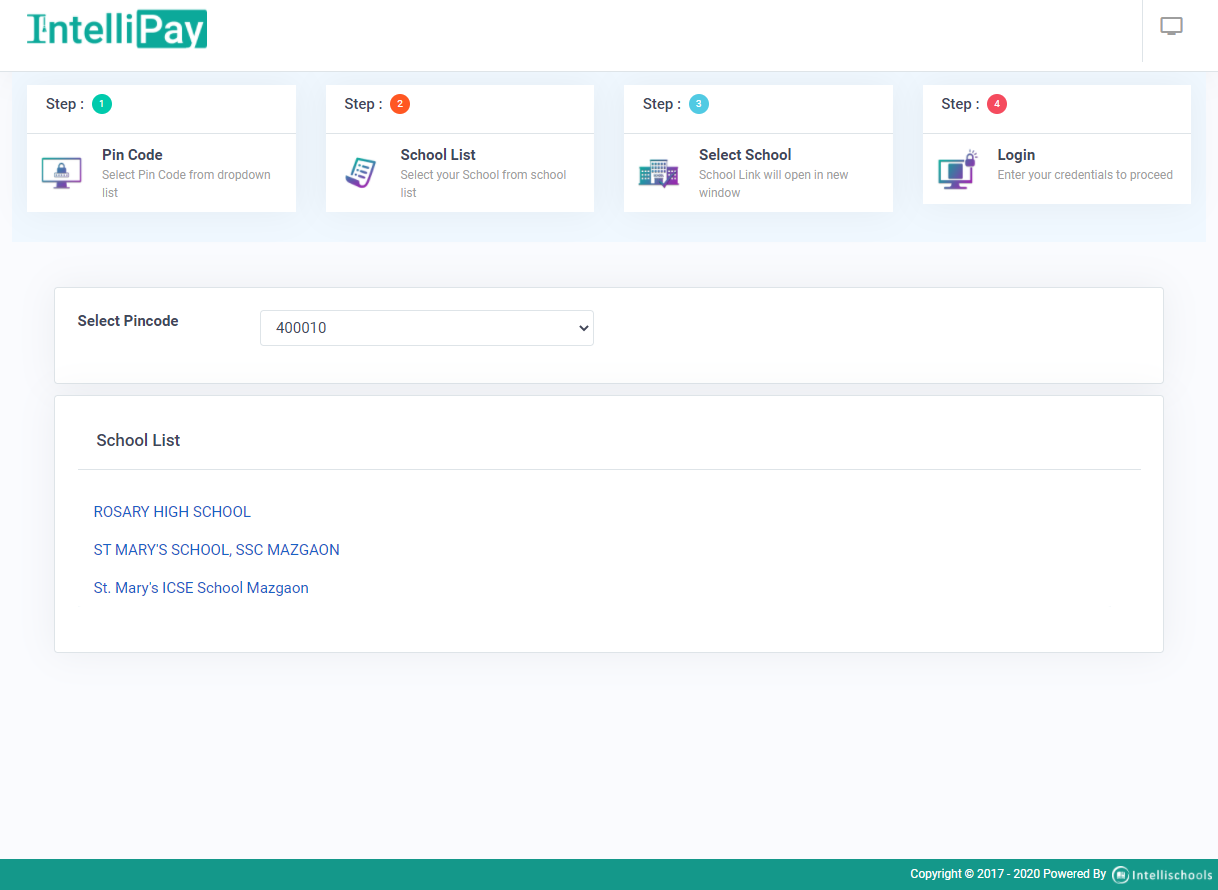 IntelliPay
Step : 1
Pin Code
Select Pin Code from dropdown
list
Step : 2
School List
Select your School from school
list
Step : 3
Select School
School Link will open in new
window
Step : 4
Login
Enter your credentials to proceed
Select Pincode
400010
School List
ROSARY HIGH SCHOOL
ST MARY'S SCHOOL, SSC MAZGAON
St. Mary's ICSE School Mazgaon
Copyright © 2017 - 2020 Powered By Intellischools